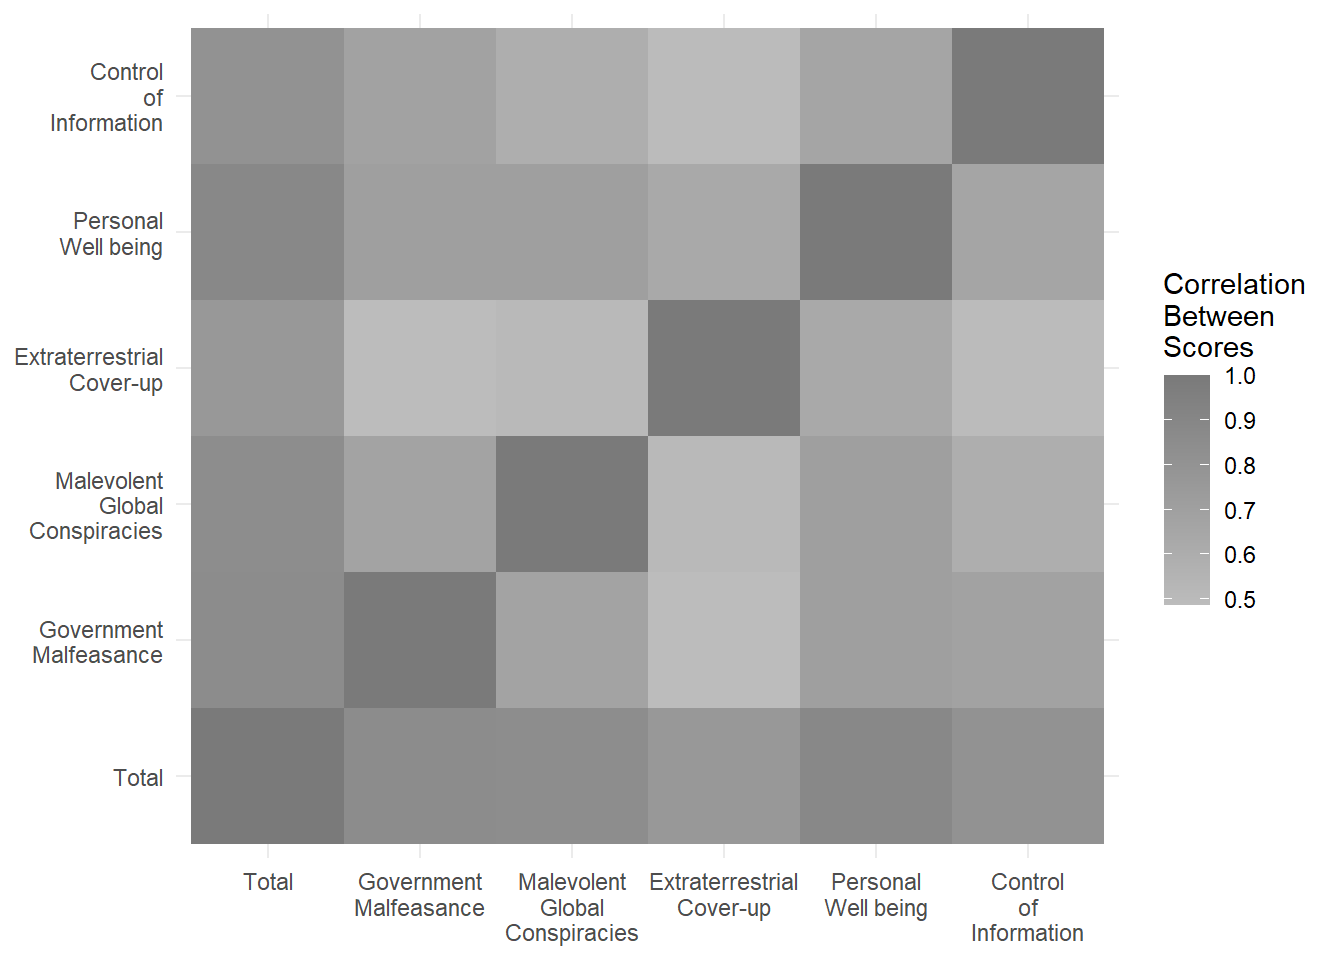 Control
of
Information
Personal
Well being
Extraterrestrial
Cover-up
Malevolent
Global
Conspiracies
Government
Malfeasance
Total
Total
Government
Malfeasance
Malevolent
Global
Conspiracies
Extraterrestrial
Cover-up
Personal
Well being
Control
of
Information
Correlation
Between
Scores
1.0
0.9
0.8
0.7
0.6
0.5